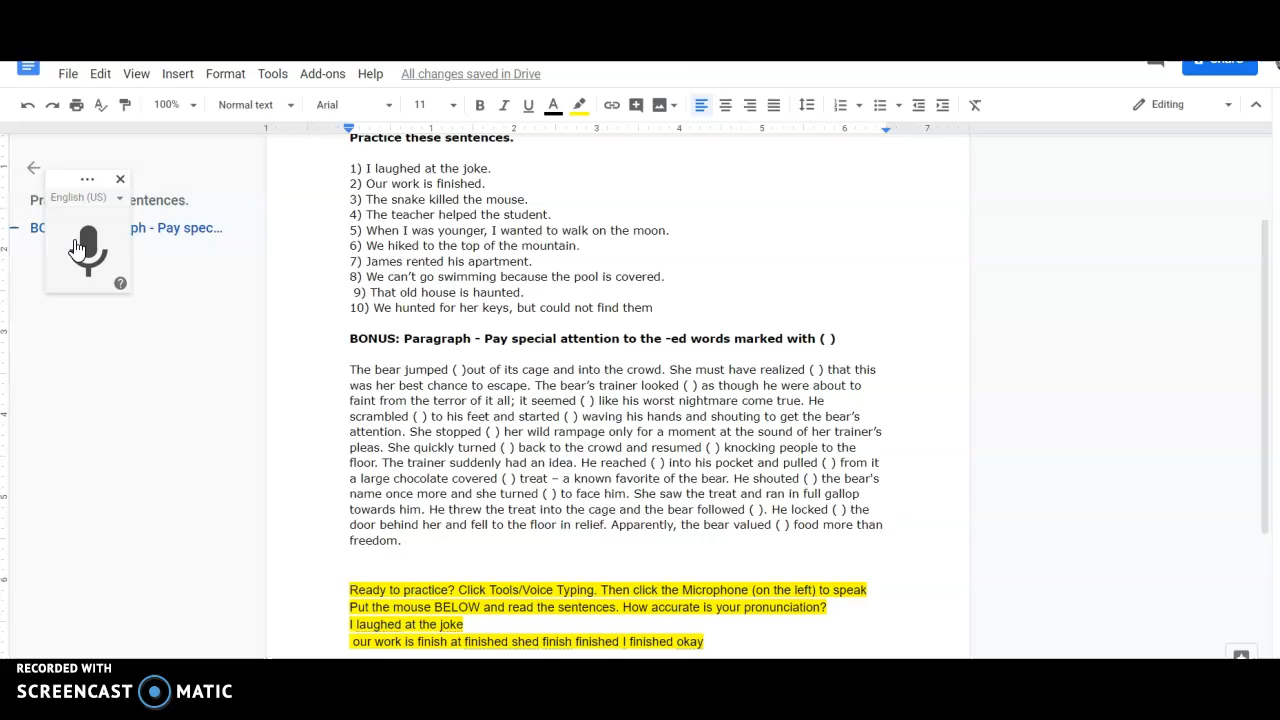 Share
File Edit View Insert Format Tools Add-ons Help All changes saved in Drive
100% Normal text Arial 11 B I U A Editing
1 1 2 3 4 5 6 7
Practice these sentences.
English (US)
Pr entences.
BO ph - Pay spec...
1) I laughed at the joke.
2) Our work is finished.
3) The snake killed the mouse.
4) The teacher helped the student.
5) When I was younger, I wanted to walk on the moon.
6) We hiked to the top of the mountain.
7) James rented his apartment.
8) We can't go swimming because the pool is covered.
9) That old house is haunted.
10) We hunted for her keys, but could not find them
BONUS: Paragraph - Pay special attention to the -ed words marked with ( )
The bear jumped ( )out of its cage and into the crowd. She must have realized ( ) that this
was her best chance to escape. The bear's trainer looked ( ) as though he were about to
faint from the terror of it all; it seemed ( ) like his worst nightmare come true. He
scrambled ( ) to his feet and started ( ) waving his hands and shouting to get the bear's
attention. She stopped ( ) her wild rampage only for a moment at the sound of her trainer's
pleas. She quickly turned ( ) back to the crowd and resumed ( ) knocking people to the
floor. The trainer suddenly had an idea. He reached ( ) into his pocket and pulled ( ) from it
a large chocolate covered ( ) treat – a known favorite of the bear. He shouted ( ) the bear's
name once more and she turned ( ) to face him. She saw the treat and ran in full gallop
towards him. He threw the treat into the cage and the bear followed ( ). He locked ( ) the
door behind her and fell to the floor in relief. Apparently, the bear valued ( ) food more than
freedom.
Ready to practice? Click Tools/Voice Typing. Then click the Microphone (on the left) to speak
Put the mouse BELOW and read the sentences. How accurate is your pronunciation?
I laughed at the joke
our work is finish at finished shed finish finished I finished okay
RECORDED WITH
SCREENCAST MATIC